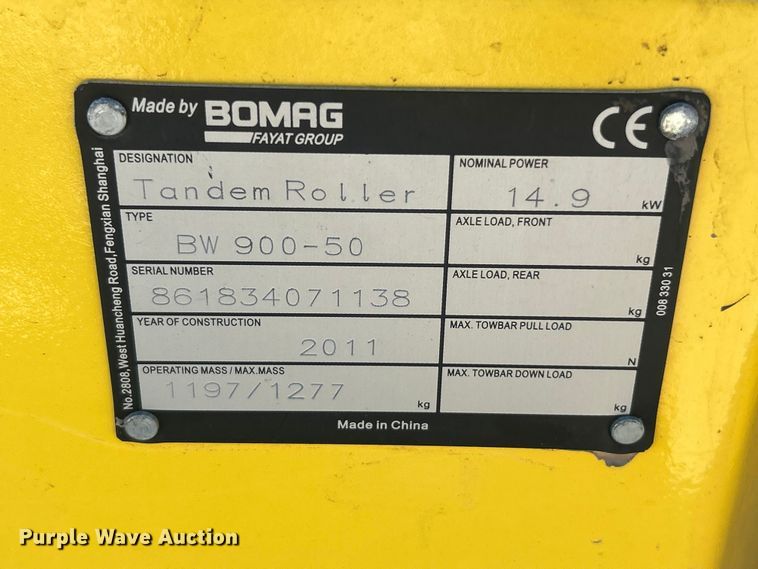 Made by BOMAG
FAYAT GROUP
CE
DESIGNATION
Tandem Roller
NOMINAL POWER
14.9 kW
TYPE
BW 900-50
AXLE LOAD, FRONT
kg
SERIAL NUMBER
861834071138
AXLE LOAD, REAR
kg
YEAR OF CONSTRUCTION
2011
MAX. TOWBAR PULL LOAD
N
OPERATING MASS / MAX.MASS
1197/1277 kg
MAX. TOWBAR DOWN LOAD
kg
Made in China
No.2808,West Huancheng Road,Fengxian Shanghai
008 330 31
Purple Wave Auction